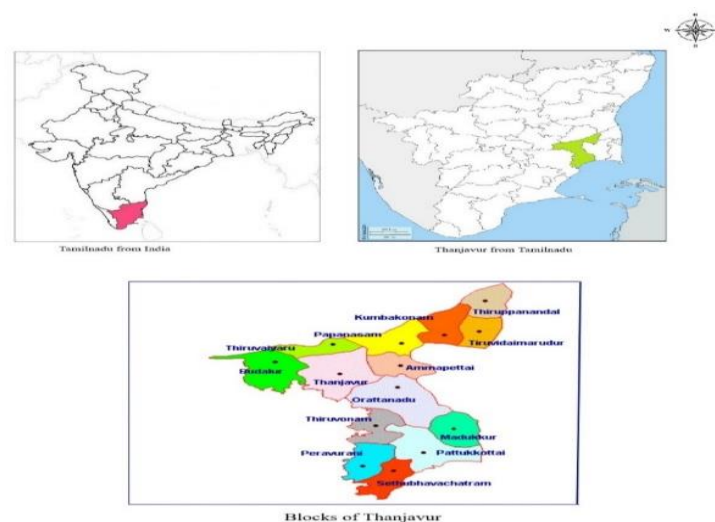 Tamilnadu from India
Thanjavur from Tamilnadu
Thiruppanandal
Kumbakonam
Tiruvidaimarudur
Papanasam
Thiruvaiyaru
Ammapettai
Budalur
Thanjavur
Orattanadu
Thiruvonam
Madukkur
Peravurani
Pattukkottai
Sethubhavachatram
Blocks of Thanjavur